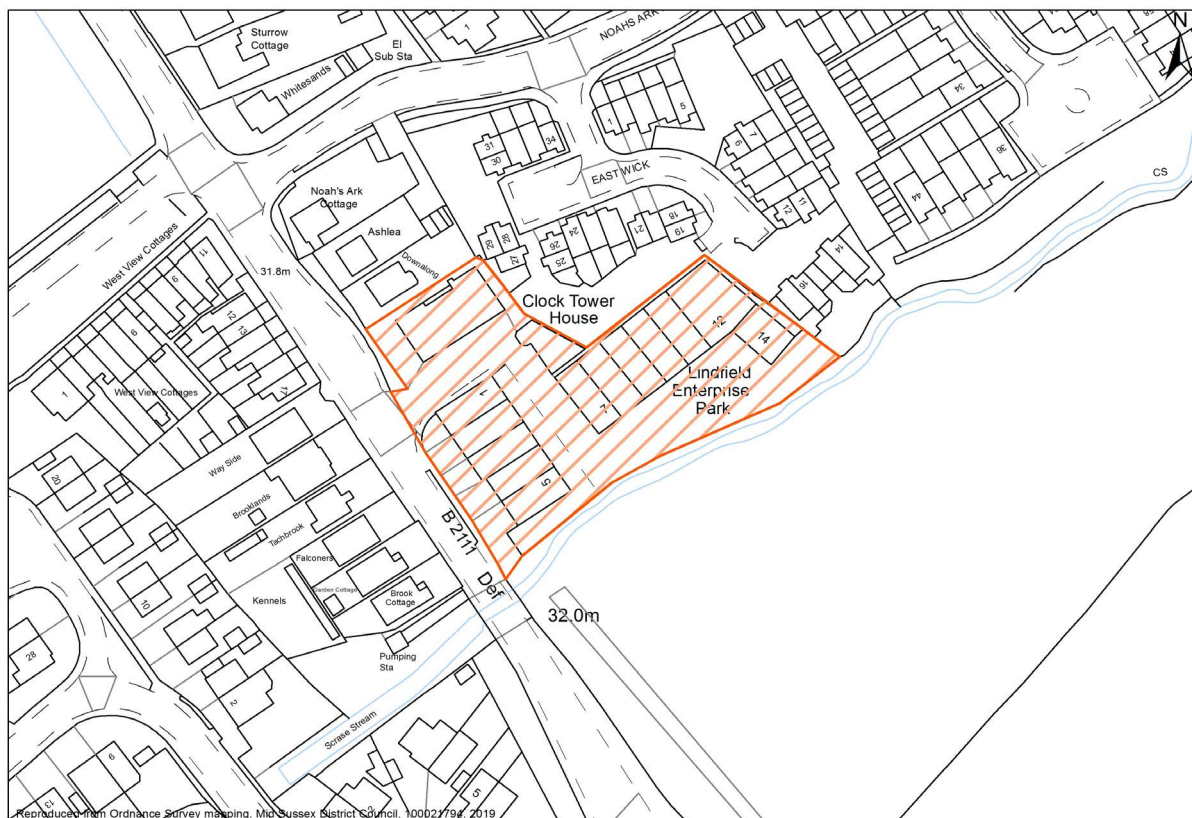 Sturrow
Cottage
El
Sub Sta
Whitesands
1
NOAHS ARK
N
34
36
44
CS
1
5
31
30
34
7
6
12
11
EAST WICK
18
19
21
24
26
25
29
28
27
14
16
Noah's Ark
Cottage
Ashlea
Downalong
31.8m
West View Cottages
11
9
6
1
12
13
17
West View Cottages
Clock Tower
House
12
14
Lindfield
Enterprise
Park
7
1
5
B 2111
Def
32.0m
Way Side
Brooklands
Tachbrook
Falconers
Garden Cottage
Brook
Cottage
Kennels
Pumping
Sta
Scrase Stream
20
10
28
2
6
13
2
5
Reproduced from Ordnance Survey mapping. Mid Sussex District Council. 100021794. 2019